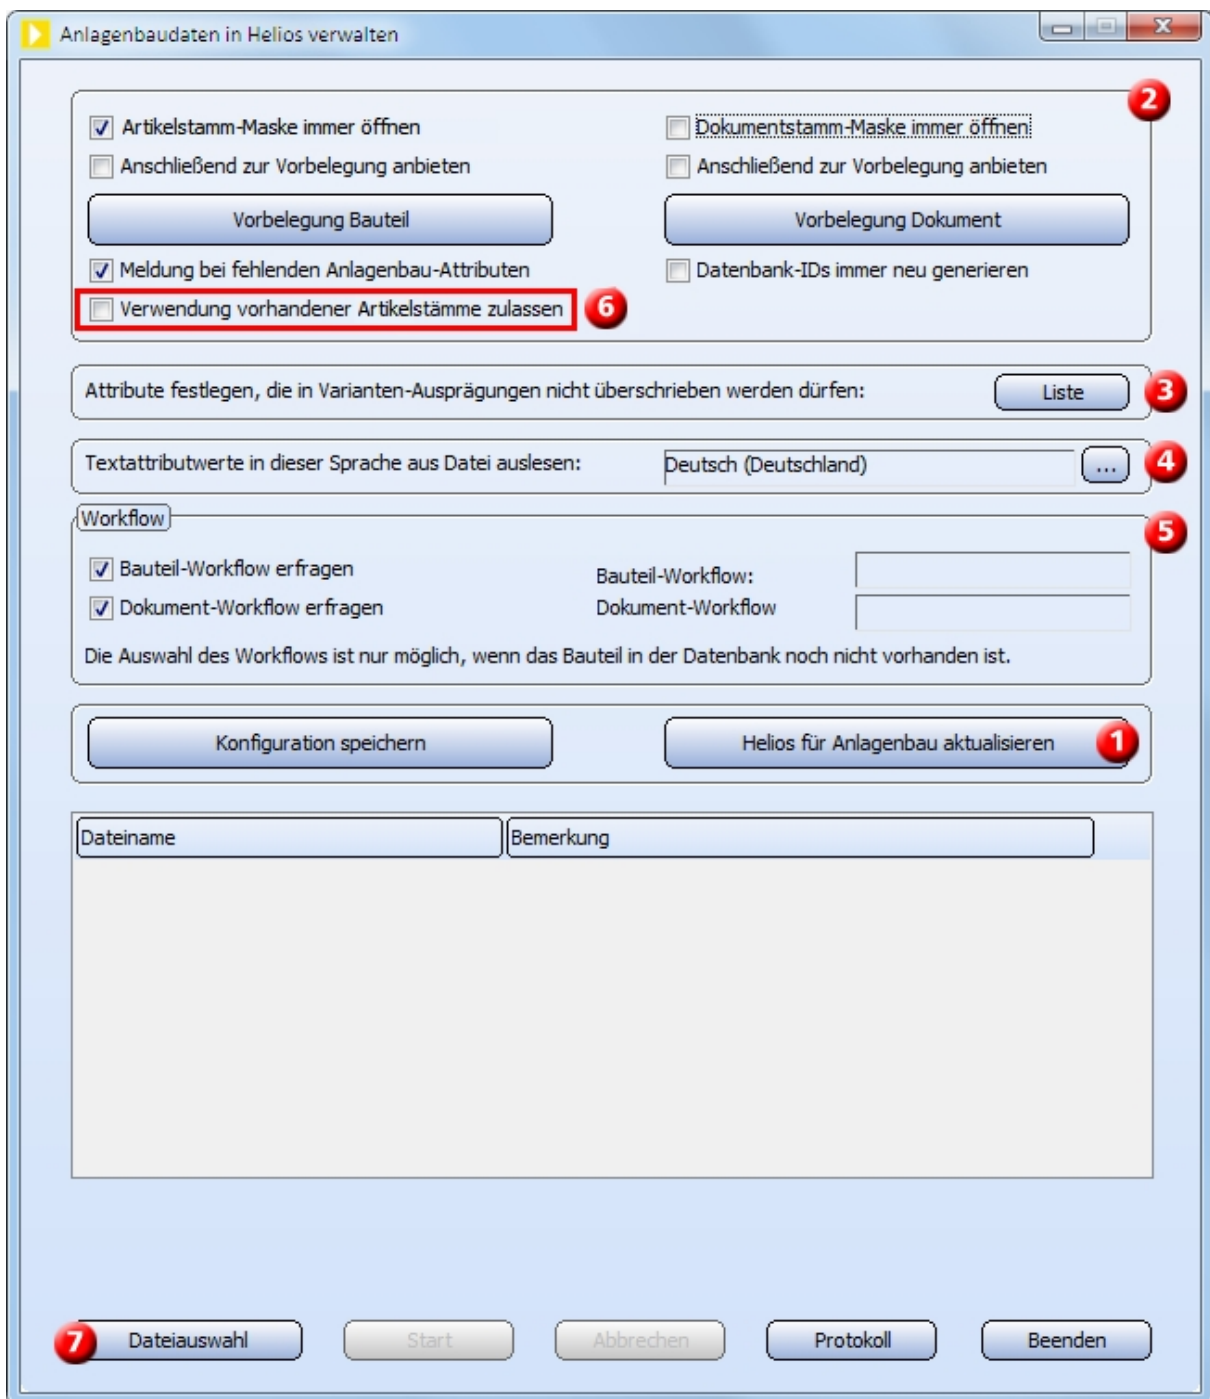 Anlagenbaudaten in Helios verwalten
2
Artikelstamm-Maske immer öffnen
Dokumentstamm-Maske immer öffnen
Anschließend zur Vorbelegung anbieten
Anschließend zur Vorbelegung anbieten
Vorbelegung Bauteil
Vorbelegung Dokument
Meldung bei fehlenden Anlagenbau-Attributen
Datenbank-IDs immer neu generieren
Verwendung vorhandener Artikelstämme zulassen
6
Attribute festlegen, die in Varianten-Ausprägungen nicht überschrieben werden dürfen:
Liste
3
Textattributwerte in dieser Sprache aus Datei auslesen:
Deutsch (Deutschland)
...
4
Workflow
5
Bauteil-Workflow erfragen
Bauteil-Workflow:
Dokument-Workflow erfragen
Dokument-Workflow
Die Auswahl des Workflows ist nur möglich, wenn das Bauteil in der Datenbank noch nicht vorhanden ist.
Konfiguration speichern
Helios für Anlagenbau aktualisieren
1
Dateiname
Bemerkung
7
Dateiauswahl
Start
Abbrechen
Protokoll
Beenden